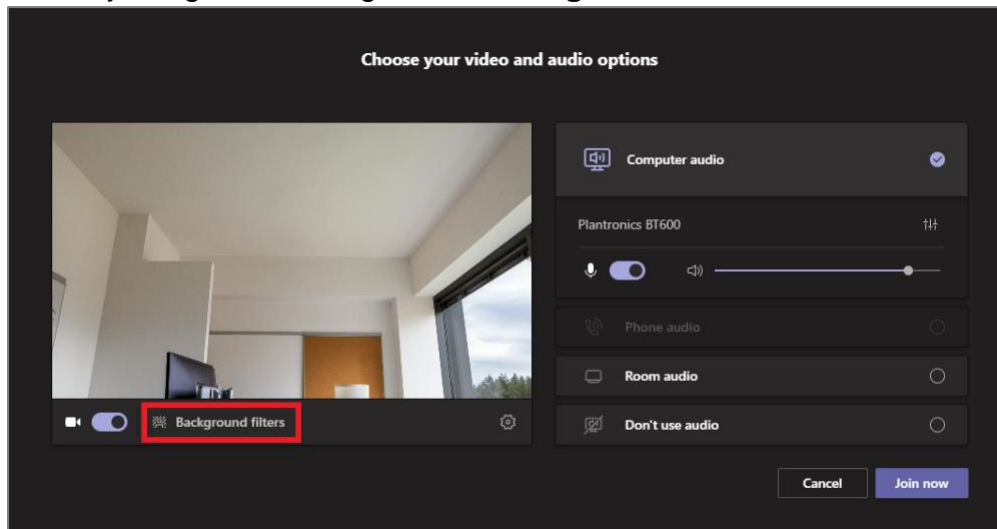 Choose your video and audio options
Computer audio
Plantronics BT600
Phone audio
Room audio
Don't use audio
Background filters
Cancel
Join now